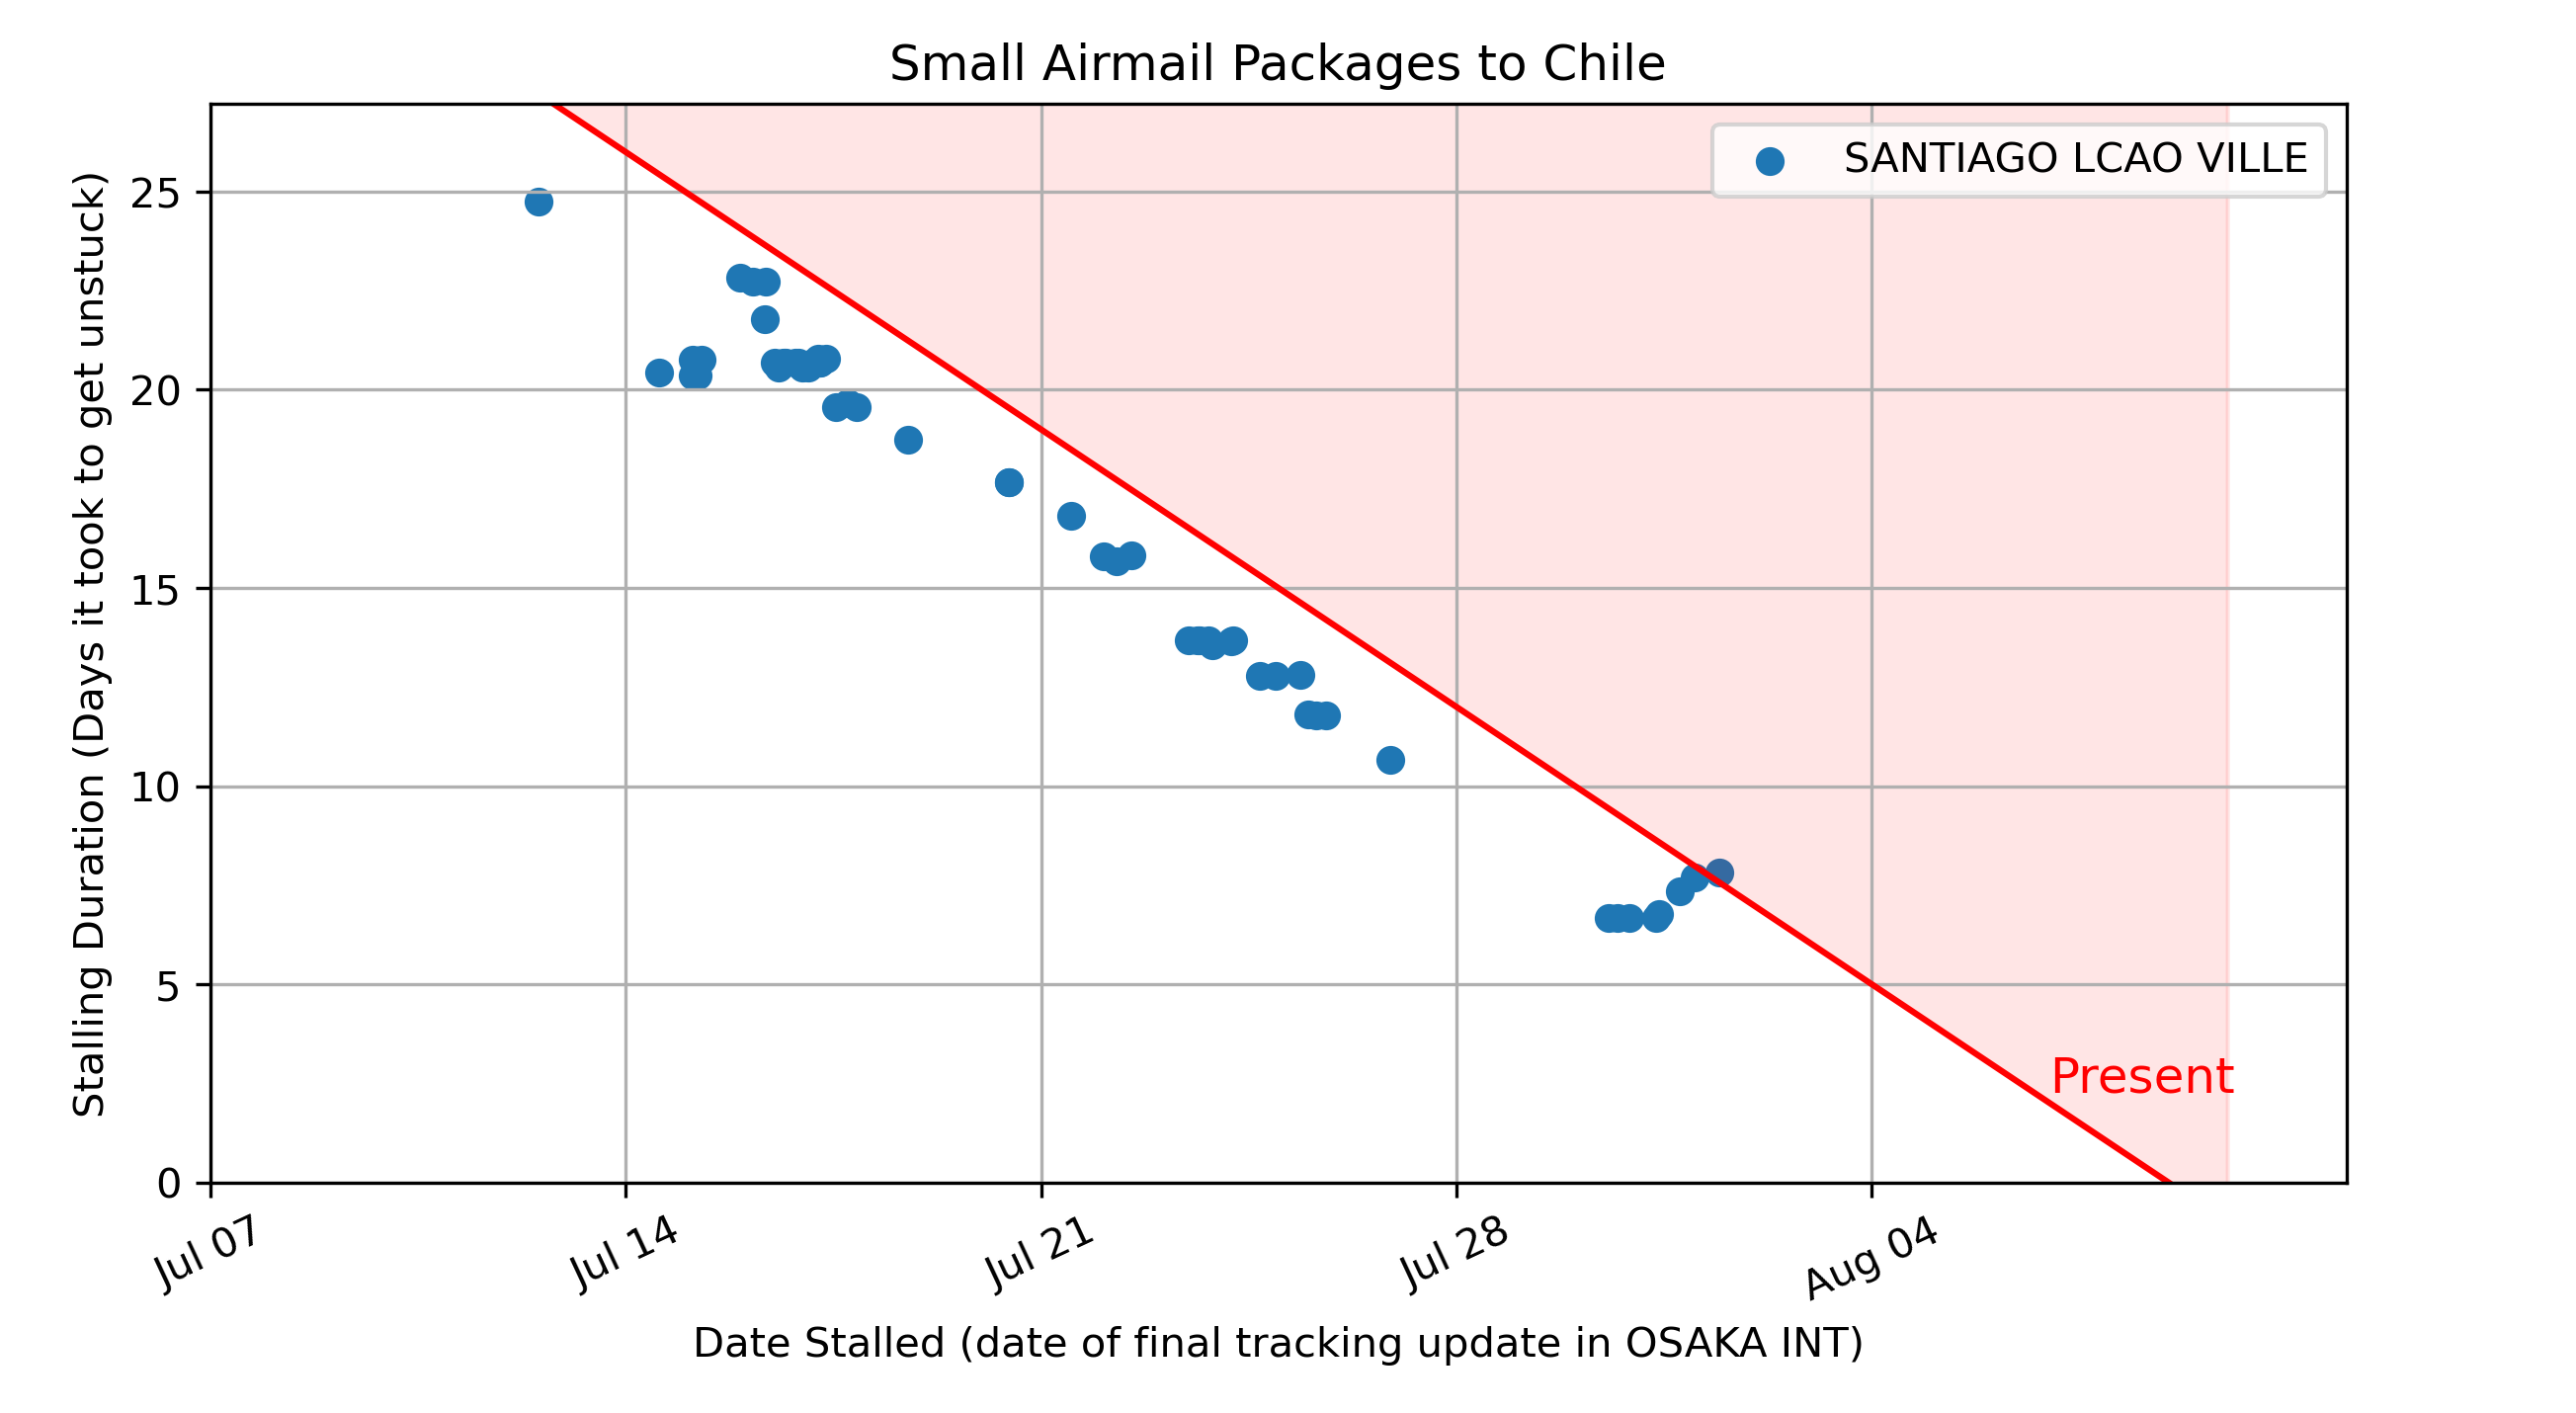 Small Airmail Packages to Chile
SANTIAGO LCAO VILLE
Stalling Duration (Days it took to get unstuck)
25
20
15
10
5
0
Present
Jul 07
Jul 14
Jul 21
Jul 28
Aug 04
Date Stalled (date of final tracking update in OSAKA INT)